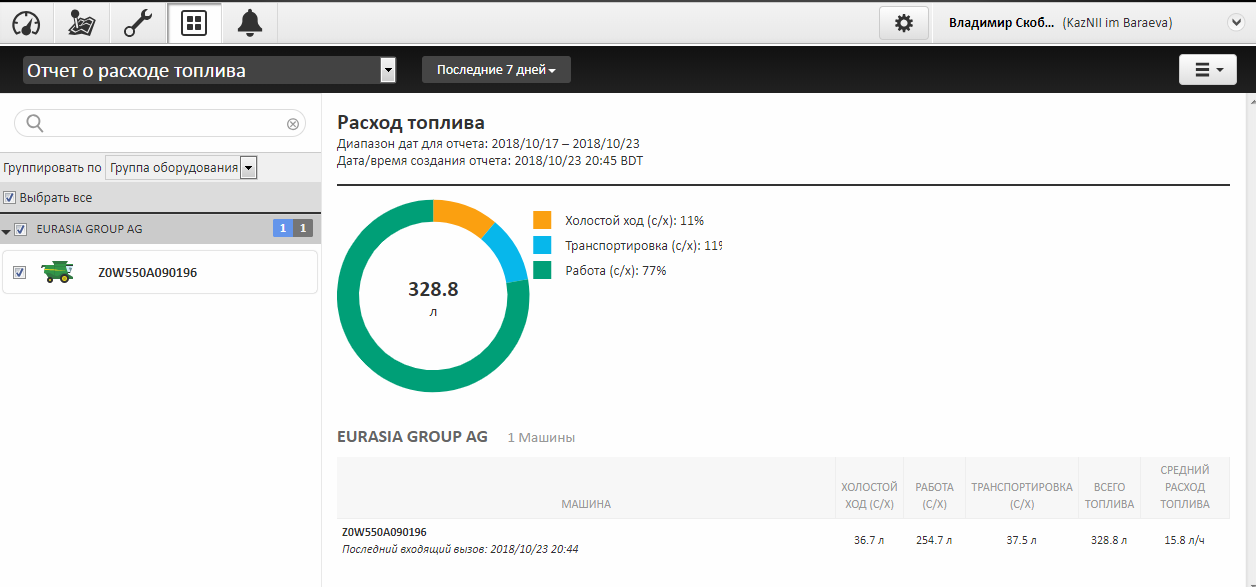 Владимир Скоб... (KazNII im Baraeva)
Отчет о расходе топлива
Последние 7 дней
Группировать по Группа оборудования
Выбрать все
EURASIA GROUP AG 1 1
Z0W550A090196
Расход топлива
Диапазон дат для отчета: 2018/10/17 – 2018/10/23
Дата/время создания отчета: 2018/10/23 20:45 BDT
328.8
л
Холостой ход (с/х): 11%
Транспортировка (с/х): 11%
Работа (с/х): 77%
EURASIA GROUP AG 1 Машины
МАШИНА
ХОЛОСТОЙ
ХОД (С/Х)
РАБОТА
(С/Х)
ТРАНСПОРТИРОВКА
(С/Х)
ВСЕГО
ТОПЛИВА
СРЕДНИЙ
РАСХОД
ТОПЛИВА
Z0W550A090196
Последний входящий вызов: 2018/10/23 20:44
36.7 л 254.7 л 37.5 л 328.8 л 15.8 л/ч